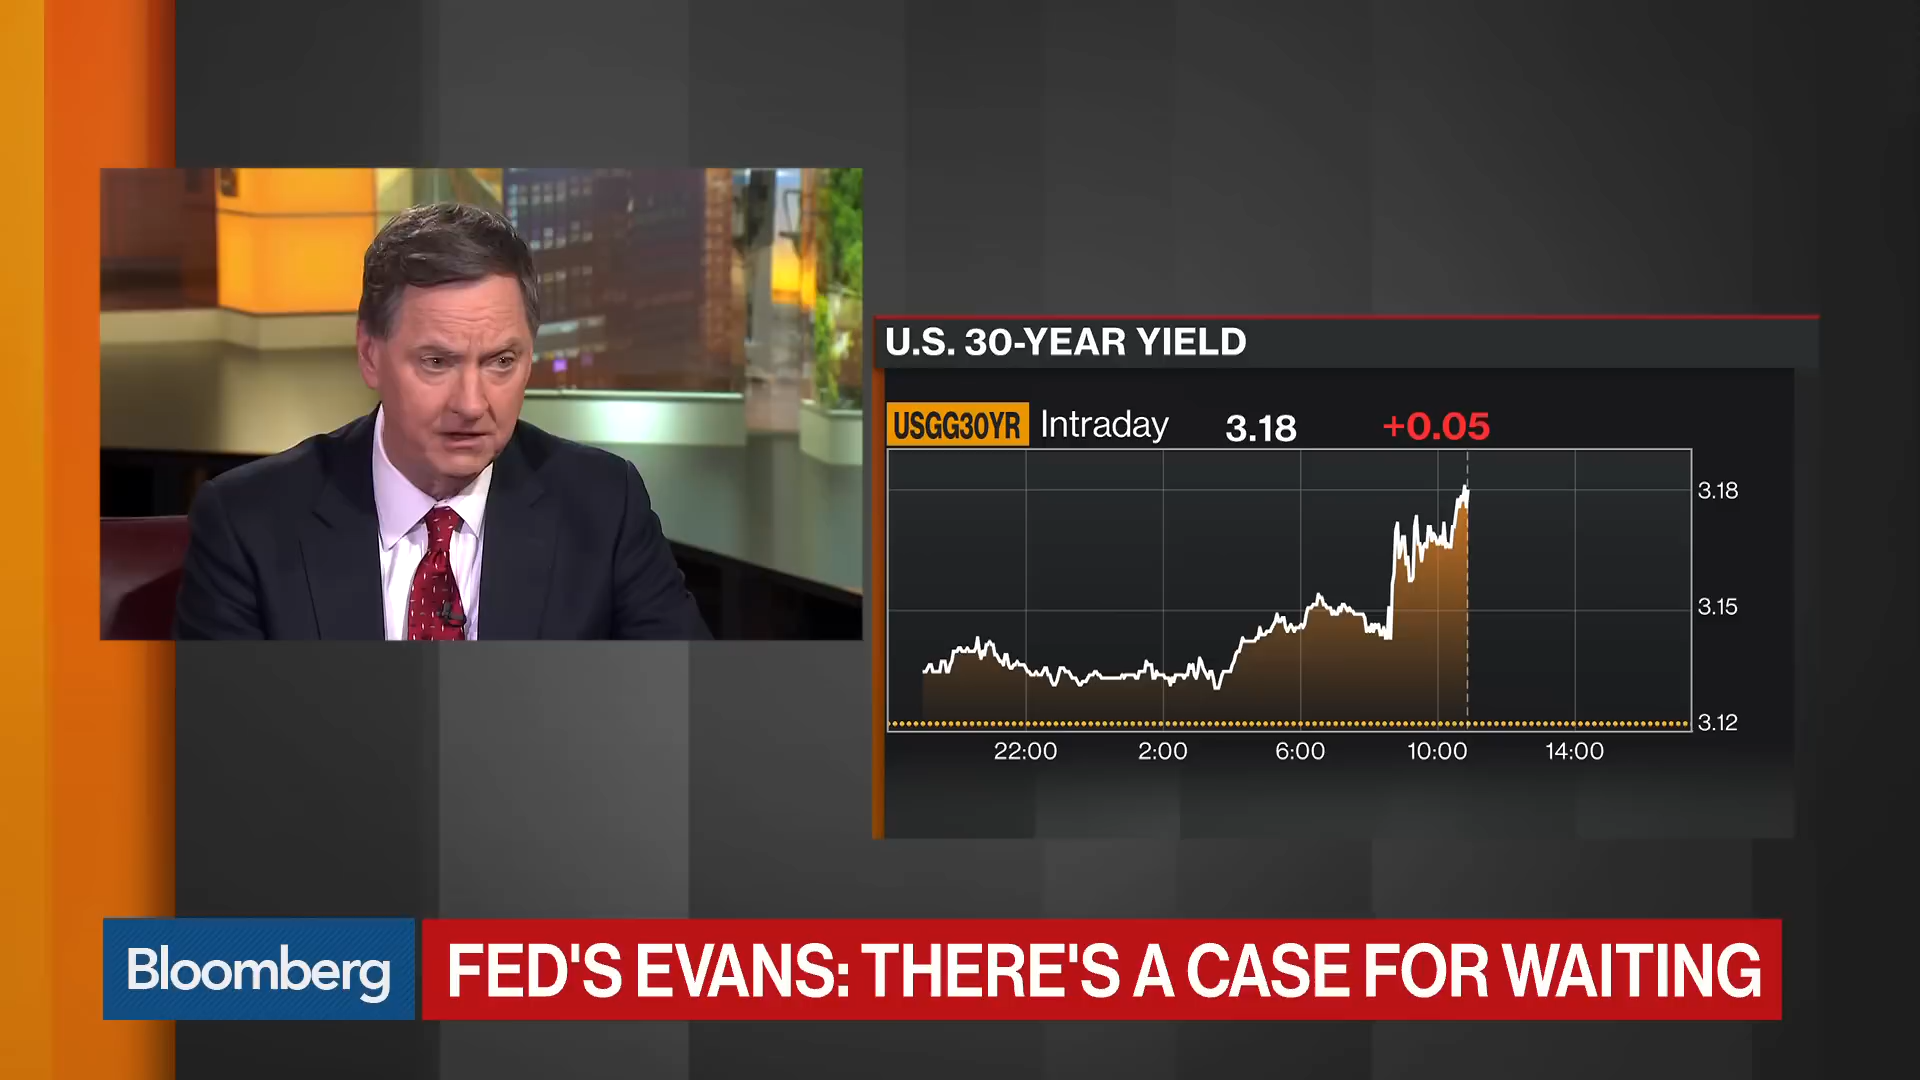 U.S. 30-YEAR YIELD
USGG30YR Intraday 3.18 +0.05
3.18
3.15
3.12
22:00 2:00 6:00 10:00 14:00
Bloomberg FED'S EVANS: THERE'S A CASE FOR WAITING